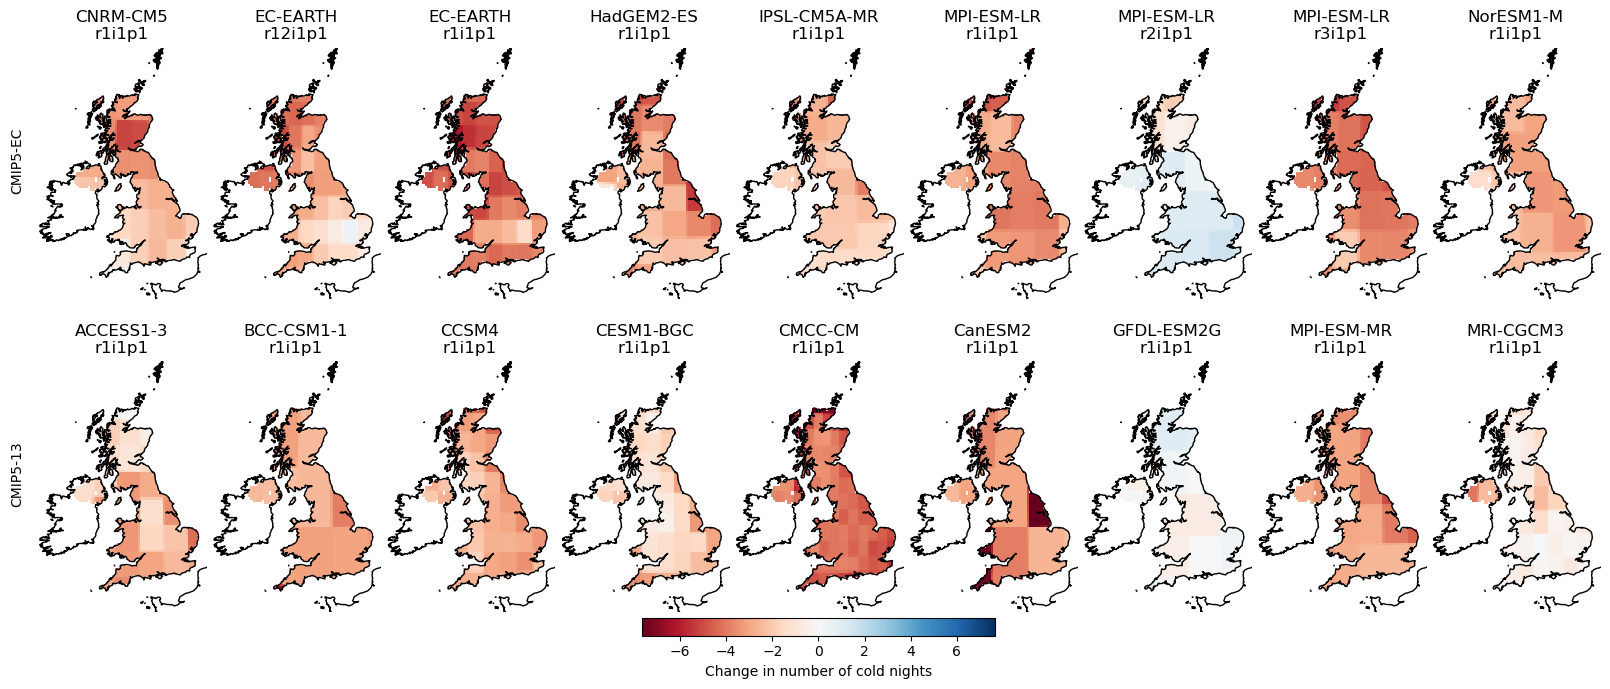 CNRM-CM5
r1i1p1
EC-EARTH
r12i1p1
EC-EARTH
r1i1p1
HadGEM2-ES
r1i1p1
IPSL-CM5A-MR
r1i1p1
MPI-ESM-LR
r1i1p1
MPI-ESM-LR
r2i1p1
MPI-ESM-LR
r3i1p1
NorESM1-M
r1i1p1
CMIP5-EC
ACCESS1-3
r1i1p1
BCC-CSM1-1
r1i1p1
CCSM4
r1i1p1
CESM1-BGC
r1i1p1
CMCC-CM
r1i1p1
CanESM2
r1i1p1
GFDL-ESM2G
r1i1p1
MPI-ESM-MR
r1i1p1
MRI-CGCM3
r1i1p1
CMIP5-13
−6 −4 −2 0 2 4 6
Change in number of cold nights